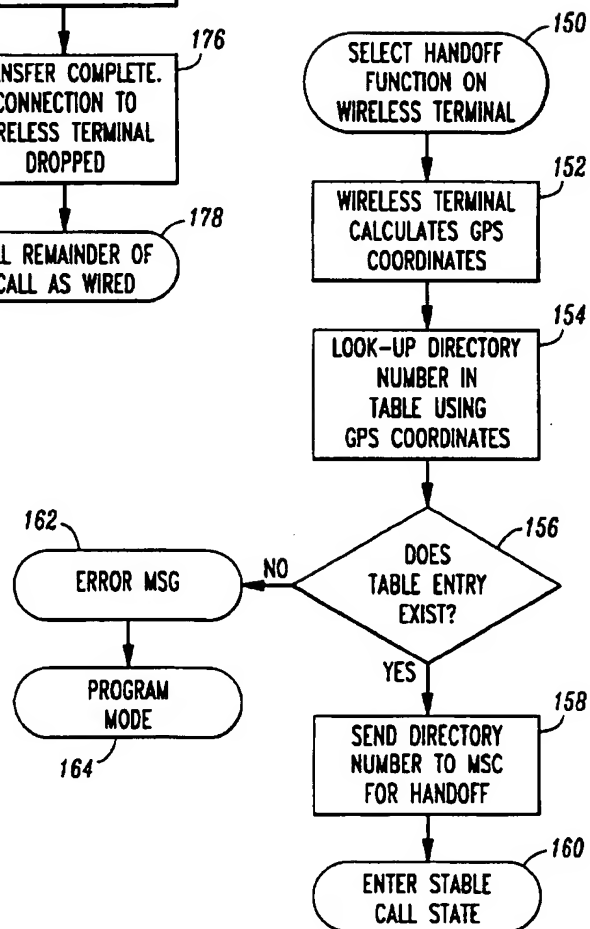 176
NSFER COMPLETE.
CONNECTION TO
RELESS TERMINAL
DROPPED
178
L REMAINDER OF
CALL AS WIRED
150
SELECT HANDOFF
FUNCTION ON
WIRELESS TERMINAL
152
WIRELESS TERMINAL
CALCULATES GPS
COORDINATES
154
LOOK-UP DIRECTORY
NUMBER IN
TABLE USING
GPS COORDINATES
156
DOES
TABLE ENTRY
EXIST?
NO
162
ERROR MSG
PROGRAM
MODE
164
YES
158
SEND DIRECTORY
NUMBER TO MSC
FOR HANDOFF
160
ENTER STABLE
CALL STATE